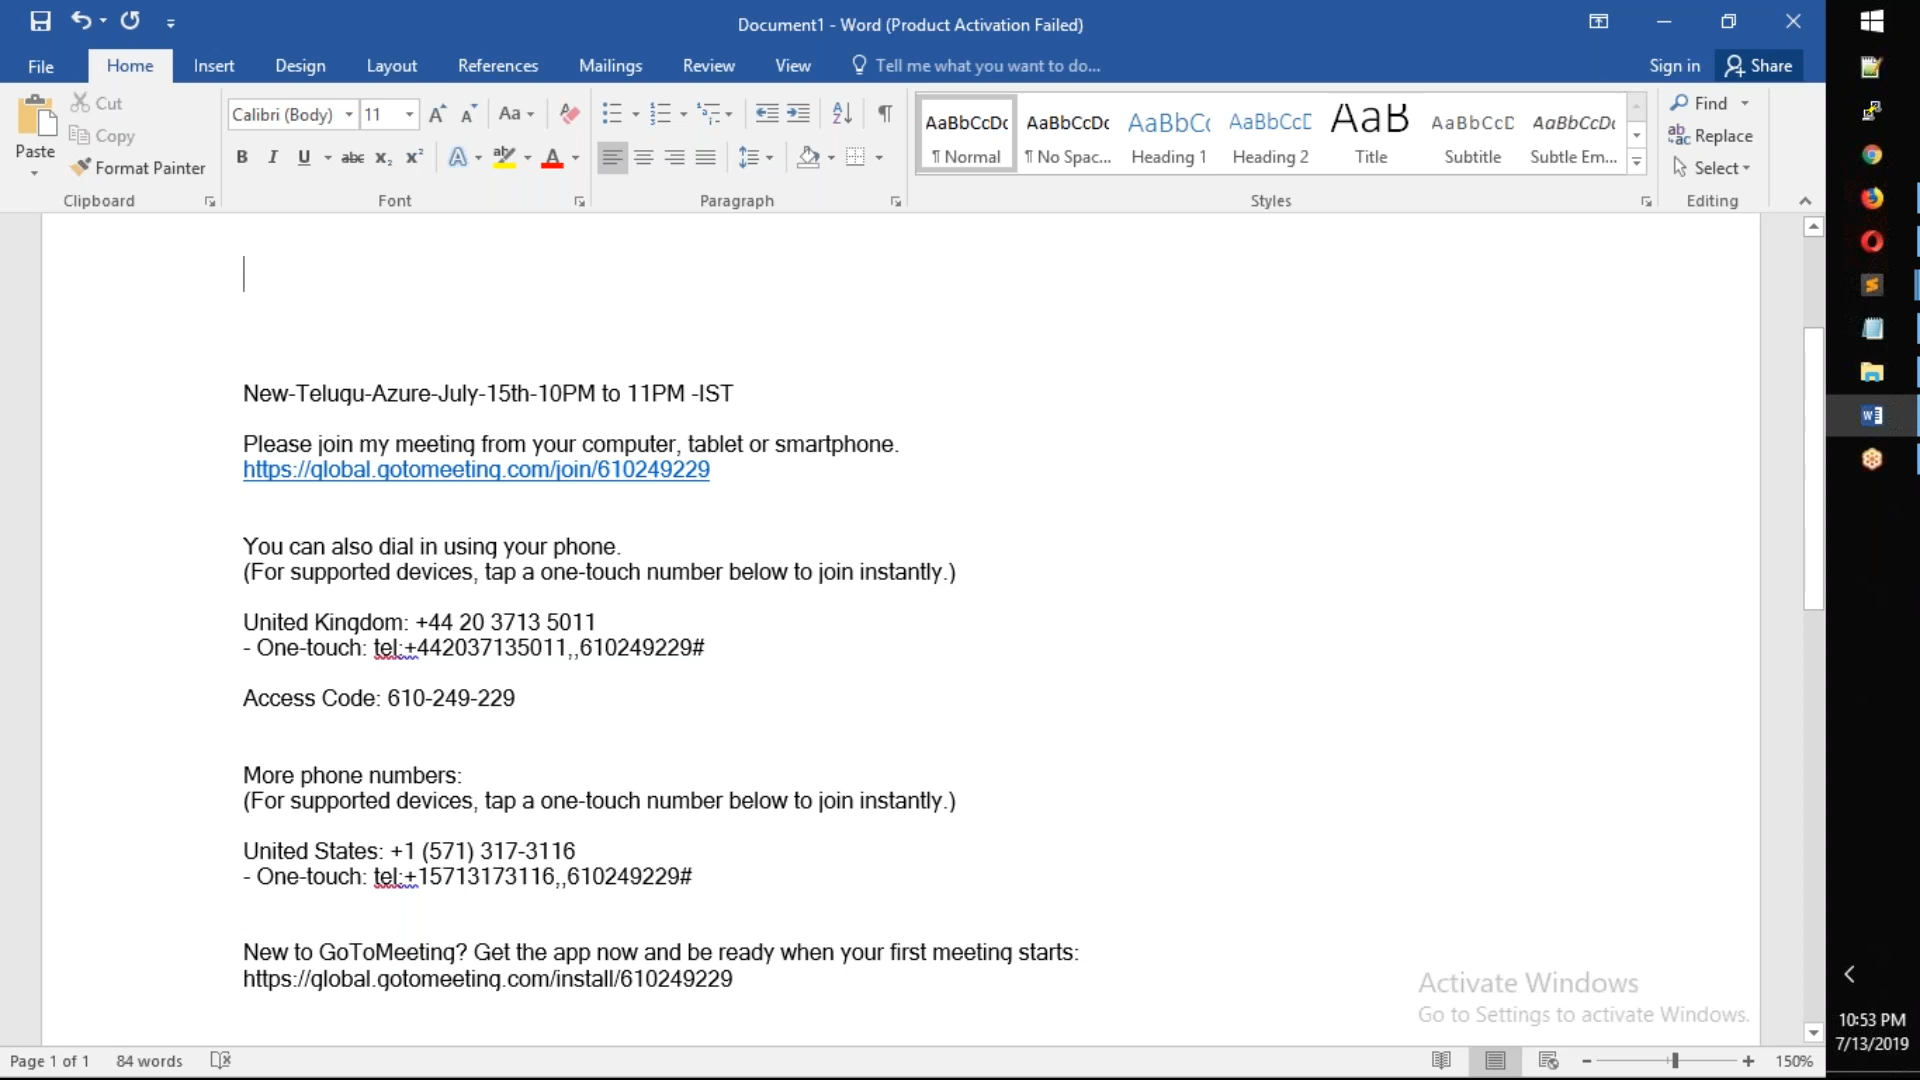 Document1 - Word (Product Activation Failed)
File Home Insert Design Layout References Mailings Review View Tell me what you want to do... Sign in Share
Paste
Cut
Copy
Format Painter
Clipboard
Calibri (Body) 11
Font
Paragraph
AaBbCcDc AaBbCcDc AaBbCc AaBbCcD AaB AaBbCcD AaBbCcDc
¶ Normal ¶ No Spac... Heading 1 Heading 2 Title Subtitle Subtle Em...
Styles
Find
Replace
Select
Editing
New-Telugu-Azure-July-15th-10PM to 11PM -IST
Please join my meeting from your computer, tablet or smartphone.
https://global.gotomeeting.com/join/610249229
You can also dial in using your phone.
(For supported devices, tap a one-touch number below to join instantly.)
United Kingdom: +44 20 3713 5011
- One-touch: tel:+442037135011,,610249229#
Access Code: 610-249-229
More phone numbers:
(For supported devices, tap a one-touch number below to join instantly.)
United States: +1 (571) 317-3116
- One-touch: tel:+15713173116,,610249229#
New to GoToMeeting? Get the app now and be ready when your first meeting starts:
https://global.gotomeeting.com/install/610249229
Activate Windows
Go to Settings to activate Windows.
Page 1 of 1 84 words
150%
10:53 PM
7/13/2019